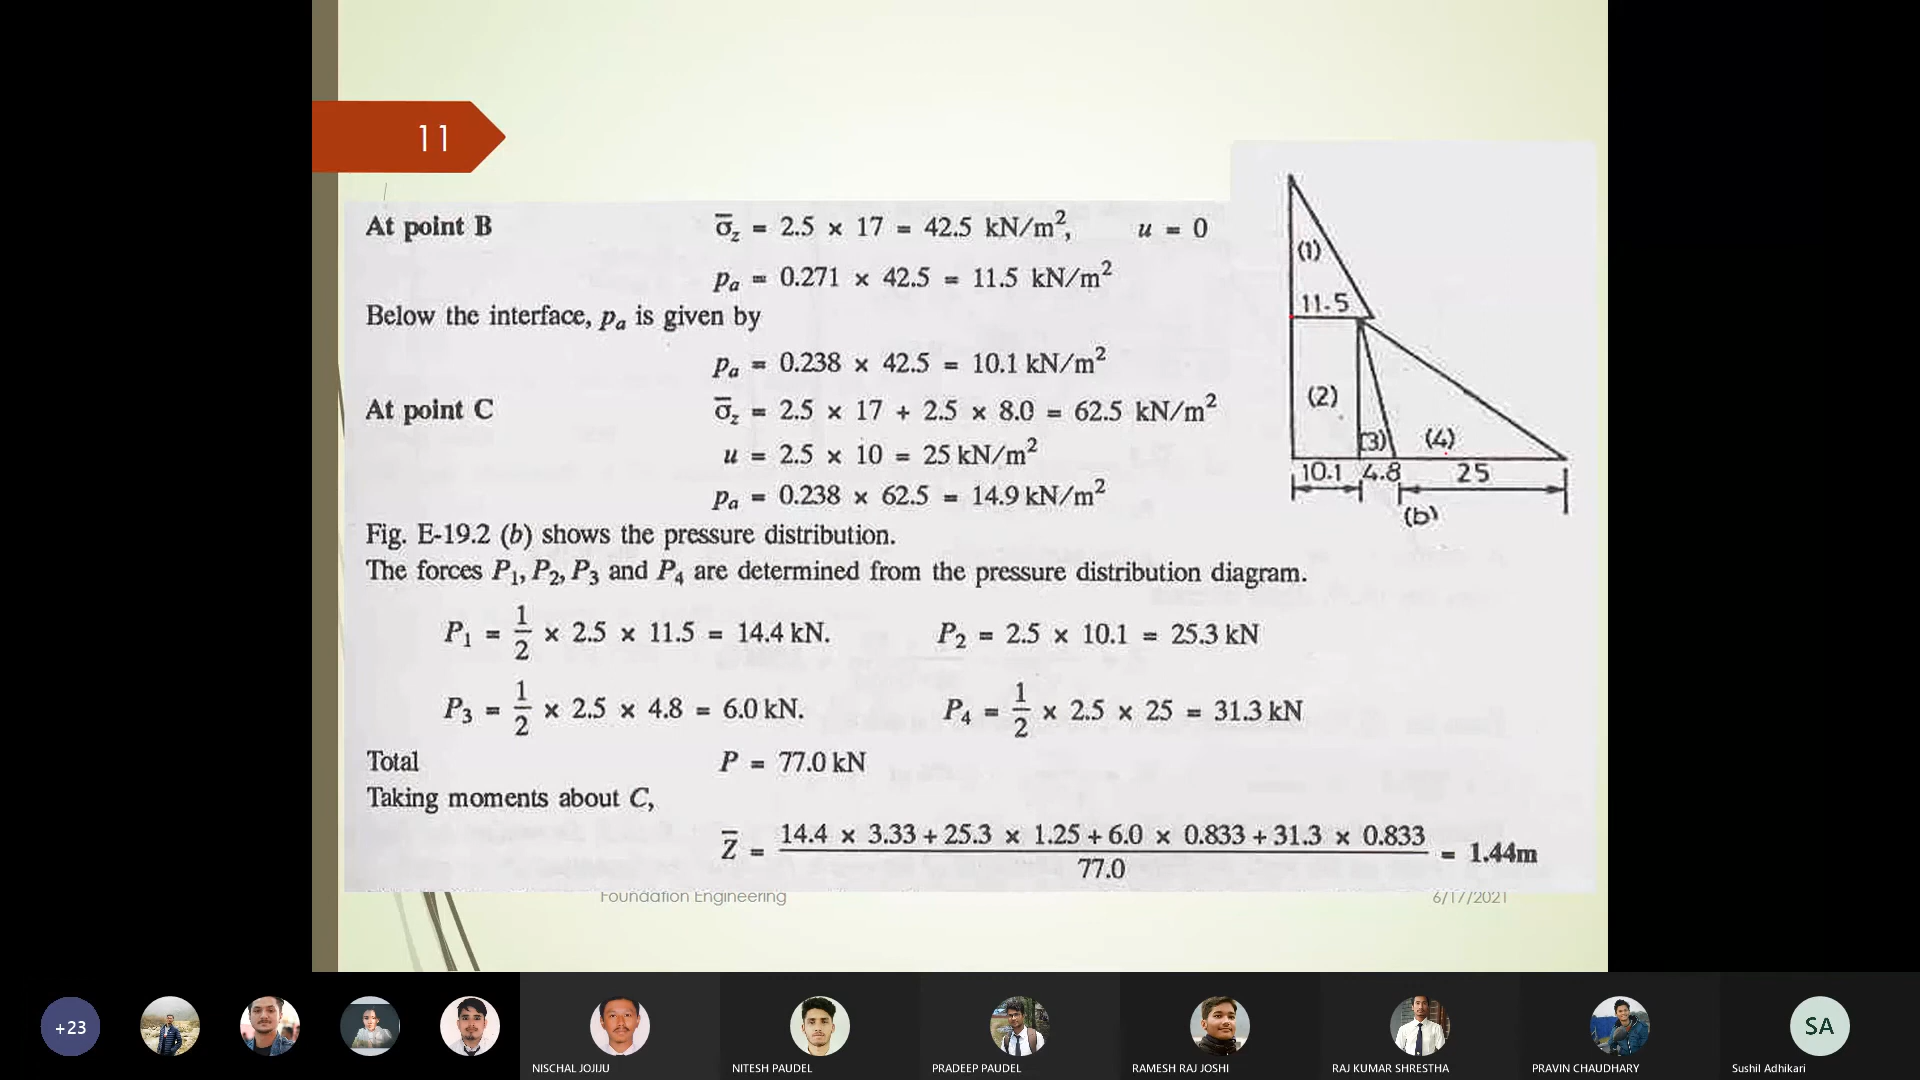 11
At point B σ̅z = 2.5 × 17 = 42.5 kN/m², u = 0
pa = 0.271 × 42.5 = 11.5 kN/m²
Below the interface, pa is given by
pa = 0.238 × 42.5 = 10.1 kN/m²
At point C σ̅z = 2.5 × 17 + 2.5 × 8.0 = 62.5 kN/m²
u = 2.5 × 10 = 25 kN/m²
pa = 0.238 × 62.5 = 14.9 kN/m²
Fig. E-19.2 (b) shows the pressure distribution.
The forces P₁, P₂, P₃ and P₄ are determined from the pressure distribution diagram.
P₁ = 1/2 × 2.5 × 11.5 = 14.4 kN. P₂ = 2.5 × 10.1 = 25.3 kN
P₃ = 1/2 × 2.5 × 4.8 = 6.0 kN. P₄ = 1/2 × 2.5 × 25 = 31.3 kN
Total P = 77.0 kN
Taking moments about C,
Z̅ = (14.4 × 3.33 + 25.3 × 1.25 + 6.0 × 0.833 + 31.3 × 0.833) / 77.0 = 1.44m
(1)
11.5
(2)
(3) (4)
10.1 4.8 25
(b)
Foundation Engineering 6/17/2021
+23
SA
NISCHAL JOJIJU
NITESH PAUDEL
PRADEEP PAUDEL
RAMESH RAJ JOSHI
RAJ KUMAR SHRESTHA
PRAVIN CHAUDHARY
Sushil Adhikari